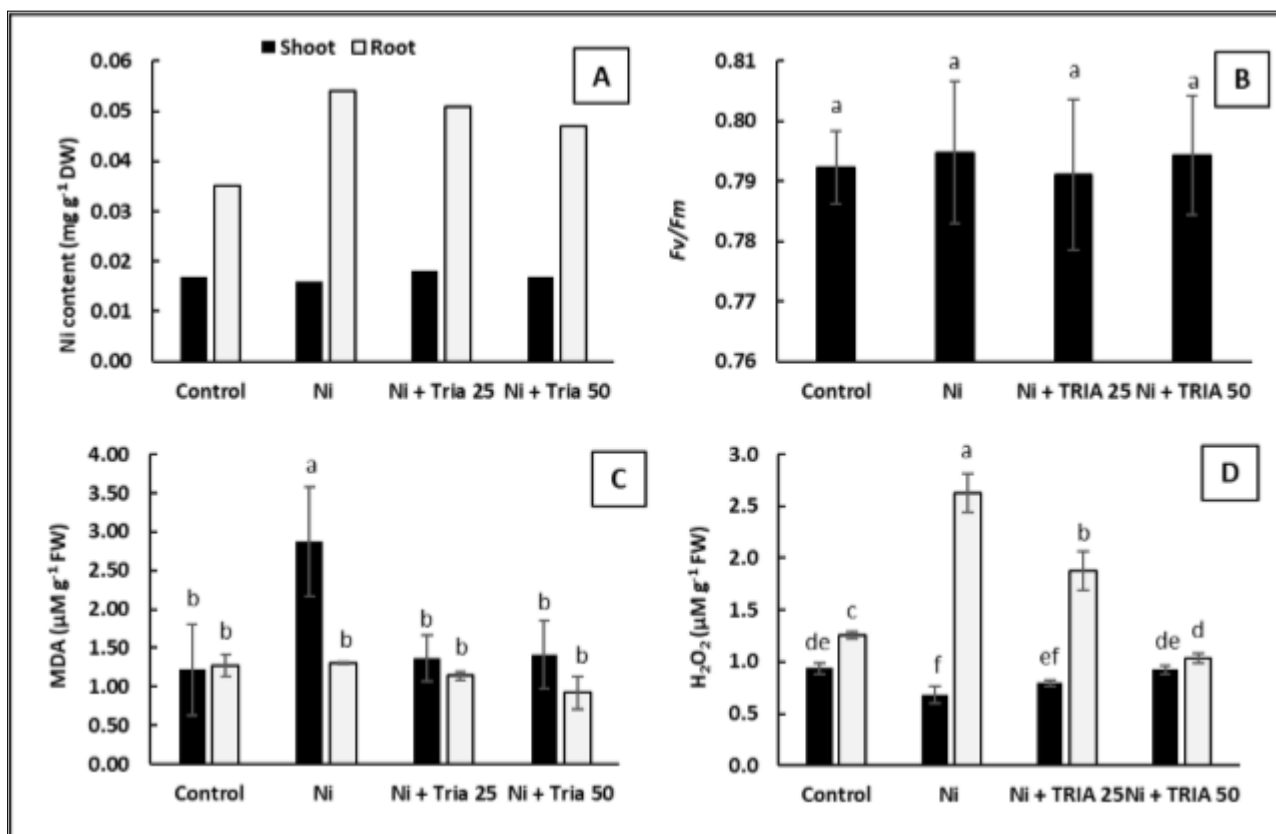 Shoot Root
A
Ni content (mg g⁻¹ DW)
0.06
0.05
0.04
0.03
0.02
0.01
0.00
Control Ni Ni + Tria 25 Ni + Tria 50
B
Fv/Fm
0.81
0.80
0.79
0.78
0.77
0.76
a a a a
Control Ni Ni + TRIA 25 Ni + TRIA 50
C
MDA (µM g⁻¹ FW)
4.00
3.50
3.00
2.50
2.00
1.50
1.00
0.50
0.00
b b a b b b b b
Control Ni Ni + Tria 25 Ni + Tria 50
D
H₂O₂ (µM g⁻¹ FW)
3.0
2.5
2.0
1.5
1.0
0.5
0.0
de c f a ef b de d
Control Ni Ni + TRIA 25 Ni + TRIA 50